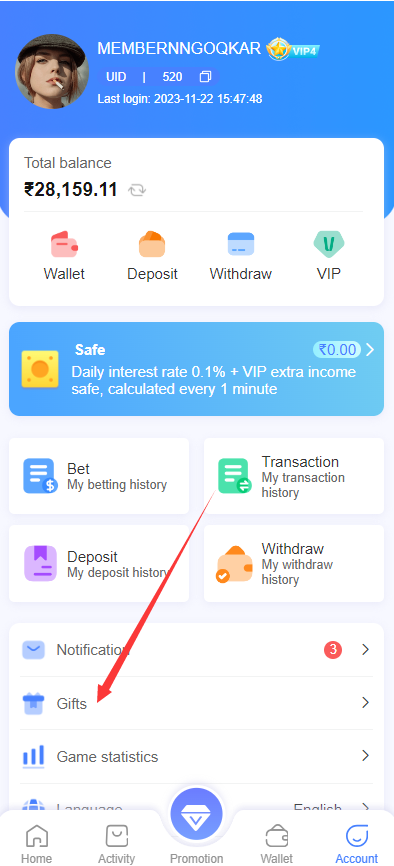 MEMBERNNGOQKAR VIP4
UID | 520
Last login: 2023-11-22 15:47:48
Total balance
₹28,159.11
Wallet Deposit Withdraw VIP
Safe ₹0.00
Daily interest rate 0.1% + VIP extra income
safe, calculated every 1 minute
Bet
My betting history
Transaction
My transaction
history
Deposit
My deposit history
Withdraw
My withdraw
history
Notification 3
Gifts
Game statistics
Language English
Home Activity Promotion Wallet Account